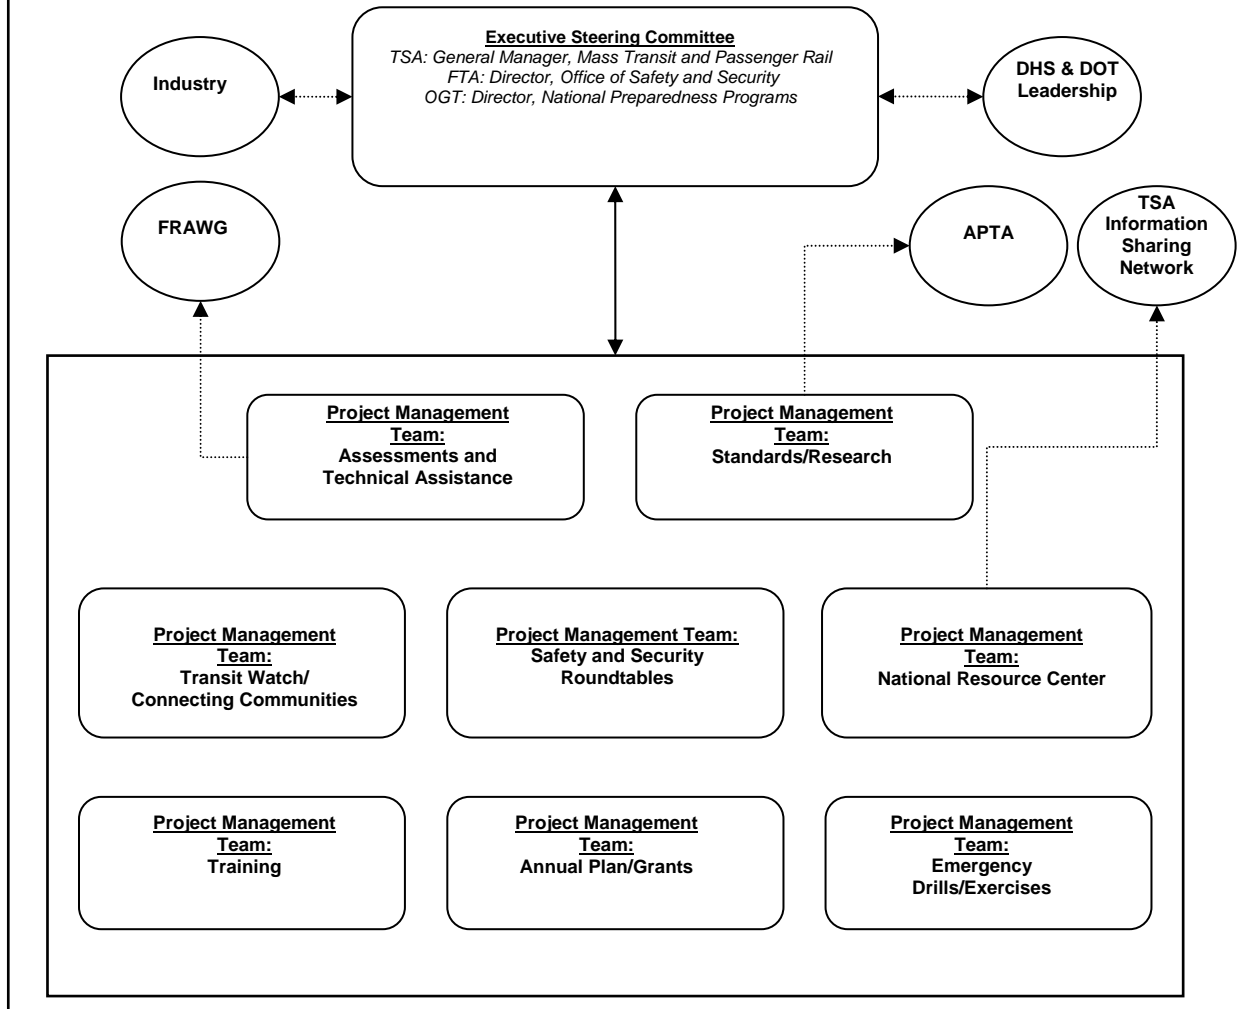 Executive Steering Committee
TSA: General Manager, Mass Transit and Passenger Rail
FTA: Director, Office of Safety and Security
OGT: Director, National Preparedness Programs
Industry
DHS & DOT
Leadership
FRAWG
APTA
TSA
Information
Sharing
Network
Project Management
Team:
Assessments and
Technical Assistance
Project Management
Team:
Standards/Research
Project Management
Team:
Transit Watch/
Connecting Communities
Project Management Team:
Safety and Security
Roundtables
Project Management
Team:
National Resource Center
Project Management
Team:
Training
Project Management
Team:
Annual Plan/Grants
Project Management
Team:
Emergency
Drills/Exercises